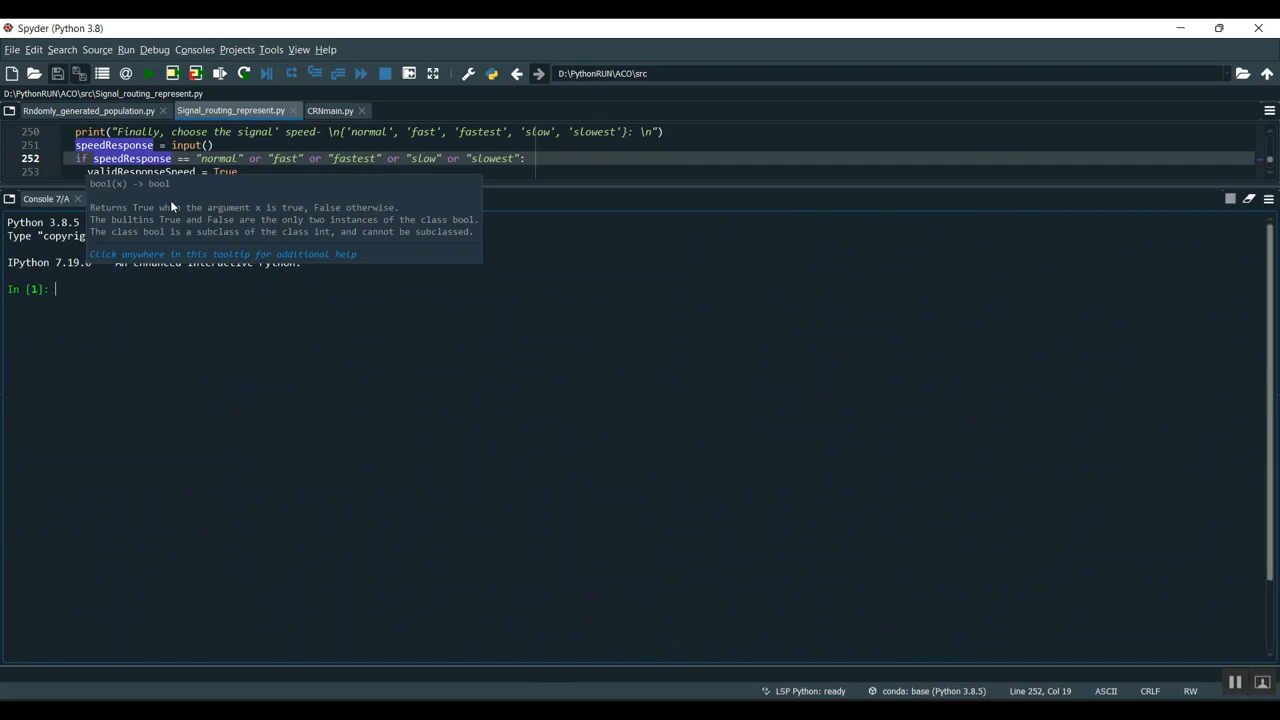 Spyder (Python 3.8)
File Edit Search Source Run Debug Consoles Projects Tools View Help
D:\PythonRUN\ACO\src
D:\PythonRUN\ACO\src\Signal_routing_represent.py
Rndomly_generated_population.py Signal_routing_represent.py CRNmain.py
250 print("Finally, choose the signal' speed- \n{'normal', 'fast', 'fastest', 'slow', 'slowest'}: \n")
251 speedResponse = input()
252 if speedResponse == "normal" or "fast" or "fastest" or "slow" or "slowest":
253 validResponseSpeed = True
bool(x) -> bool
Console 7/A
Returns True when the argument x is true, False otherwise.
The builtins True and False are the only two instances of the class bool.
The class bool is a subclass of the class int, and cannot be subclassed.
Click anywhere in this tooltip for additional help
Python 3.8.5
Type "copyrig
IPython 7.19.0 -- An enhanced Interactive Python.
In [1]:
LSP Python: ready conda: base (Python 3.8.5) Line 252, Col 19 ASCII CRLF RW